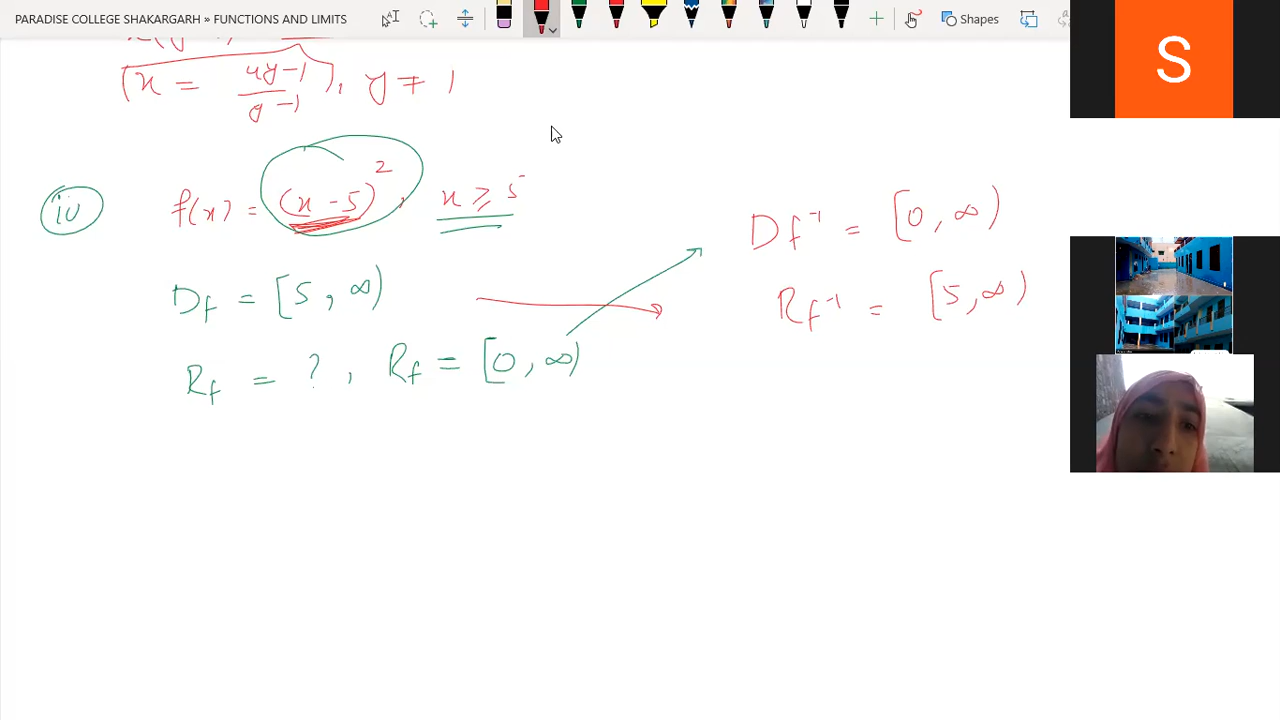 PARADISE COLLEGE SHAKARGARH » FUNCTIONS AND LIMITS
Shapes
S
(x = 4y-1/y-1), y ≠ 1
iv f(x) = (x - 5)², x ≥ 5
Df = [5, ∞)
Rf = ?, Rf = [0, ∞)
Df⁻¹ = [0, ∞)
Rf⁻¹ = [5, ∞)